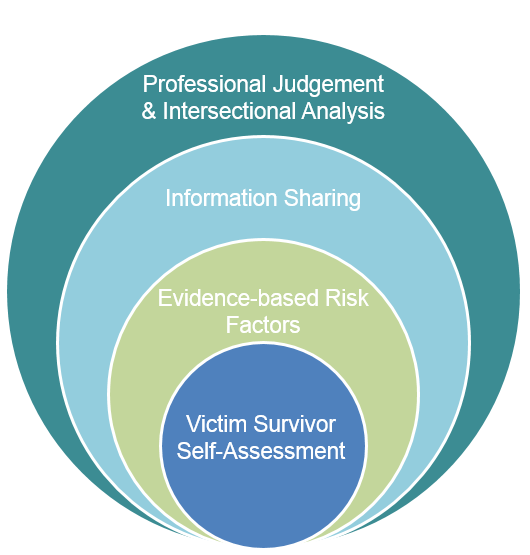 Professional Judgement
& Intersectional Analysis
Information Sharing
Evidence-based Risk
Factors
Victim Survivor
Self-Assessment